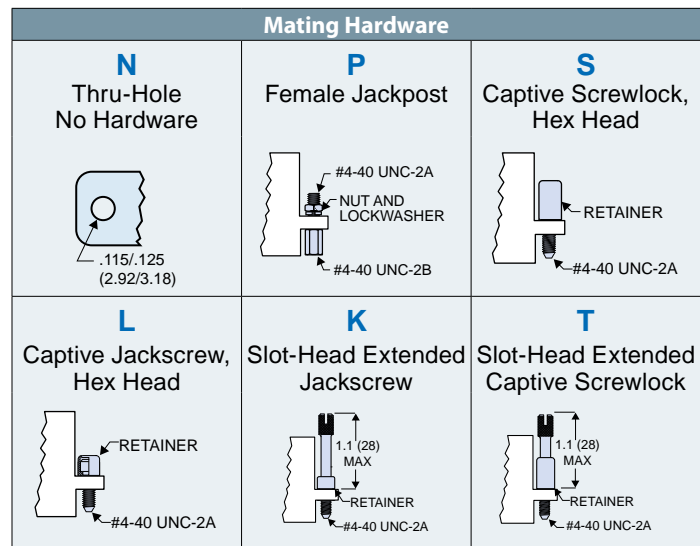 Mating Hardware
N
Thru-Hole
No Hardware
.115/.125
(2.92/3.18)
P
Female Jackpost
#4-40 UNC-2A
NUT AND
LOCKWASHER
#4-40 UNC-2B
S
Captive Screwlock,
Hex Head
RETAINER
#4-40 UNC-2A
L
Captive Jackscrew,
Hex Head
RETAINER
#4-40 UNC-2A
K
Slot-Head Extended
Jackscrew
1.1 (28)
MAX
RETAINER
#4-40 UNC-2A
T
Slot-Head Extended
Captive Screwlock
1.1 (28)
MAX
RETAINER
#4-40 UNC-2A